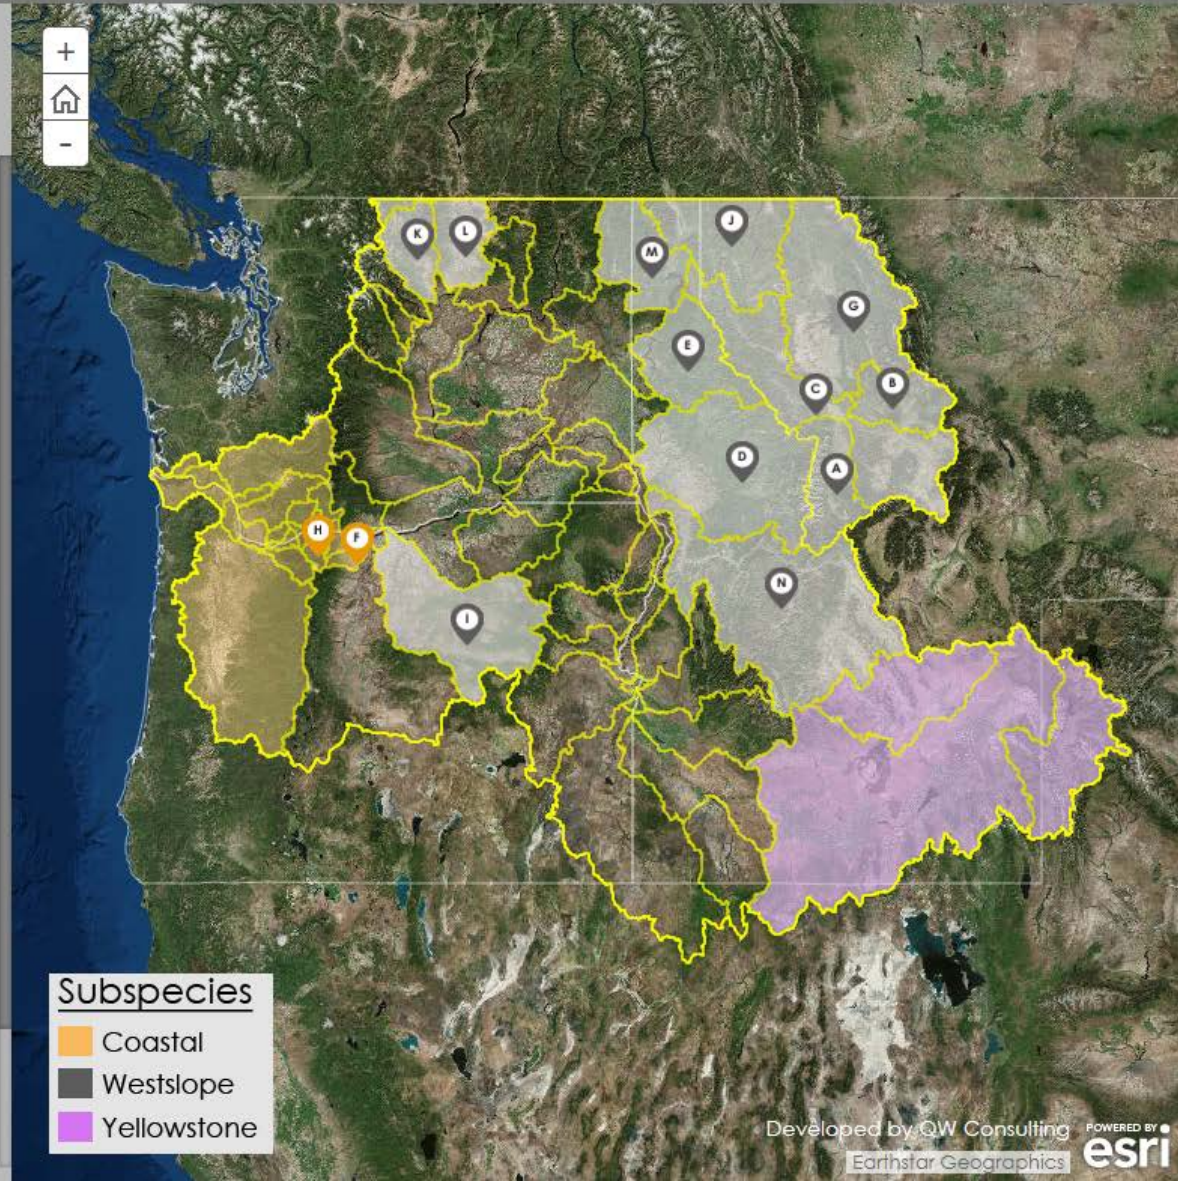 +
-
K
L
J
M
G
E
C
B
D
A
H
F
N
I
Subspecies
Coastal
Westslope
Yellowstone
Developed by QW Consulting
POWERED BY
esri
Earthstar Geographics